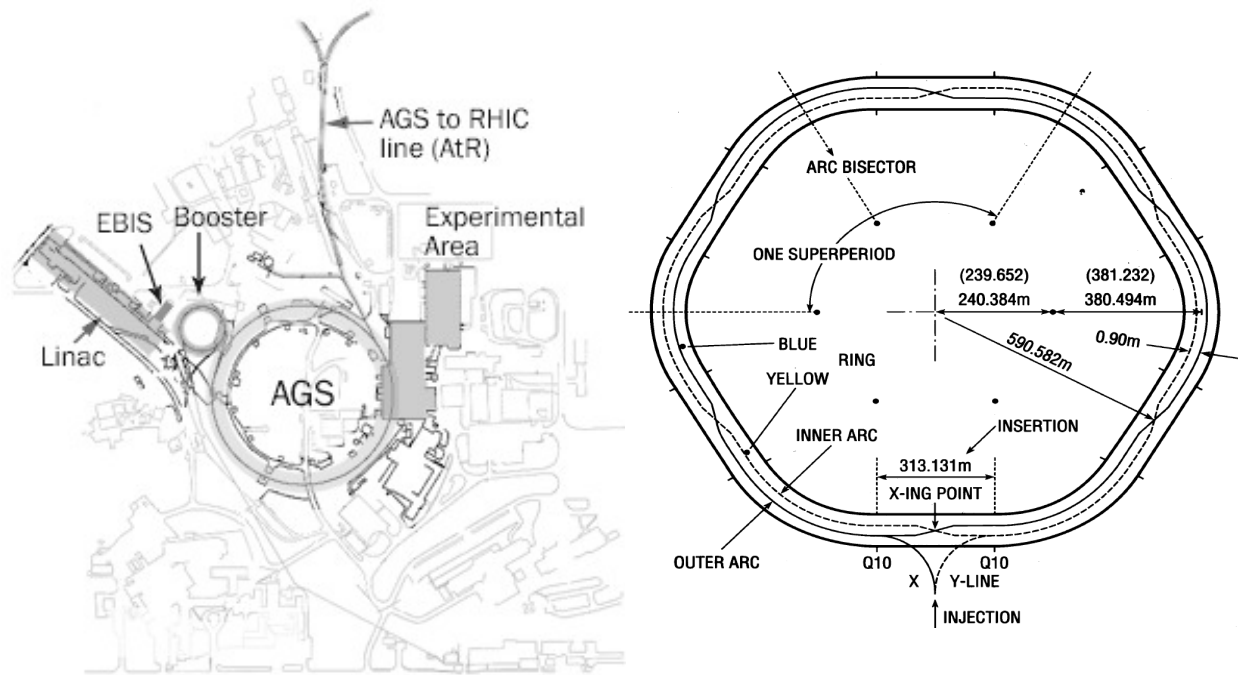 AGS to RHIC
line (AtR)
EBIS
Booster
Experimental
Area
Linac
AGS
ARC BISECTOR
ONE SUPERPERIOD
(239.652)
240.384m
(381.232)
380.494m
BLUE
RING
590.582m
0.90m
YELLOW
INNER ARC
INSERTION
313.131m
X-ING POINT
OUTER ARC
Q10
Q10
X
Y-LINE
INJECTION